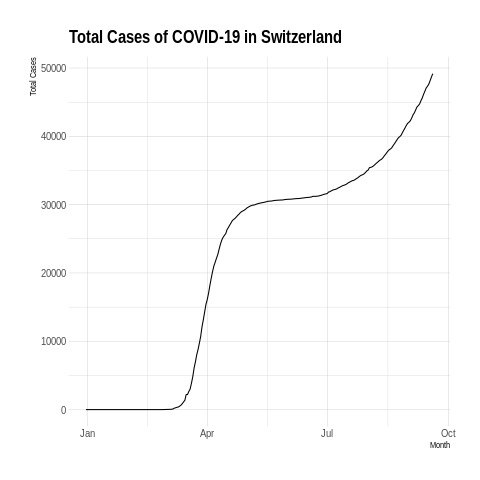 Total Cases of COVID-19 in Switzerland
Total Cases
50000
40000
30000
20000
10000
0
Jan Apr Jul Oct
Month